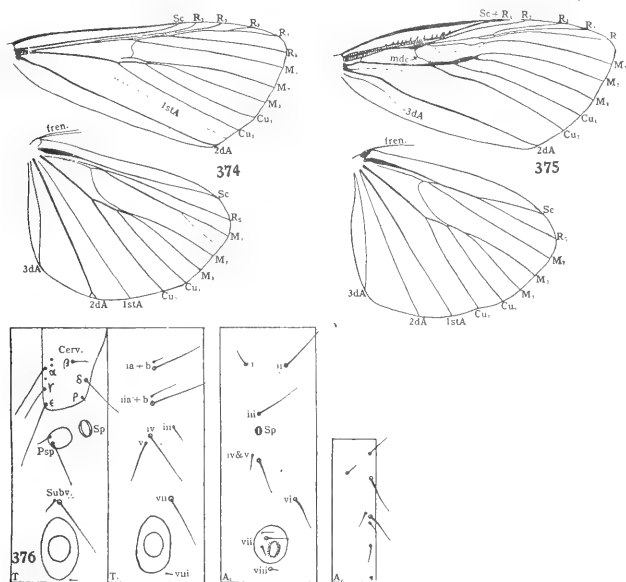 Sc R₁ R₂ R₃ R₄
R₅
M₁
M₂
M₃
Cu₁
Cu₂
1stA
2dA
374
fren.
Sc
R₅
M₁
M₂
M₃
Cu₁
Cu₂
1stA
2dA
3dA
Sc + R₁ R₂ R₃ R₄
R
mdc
M₁
M₂
M₃
Cu₁
Cu₂
3dA
2dA
375
fren.
Sc
R₅
M₁
M₂
M₃
Cu₁
Cu₂
1stA
2dA
3dA
Cerv.
α β
γ δ
ε ρ
Sp
Psp
Subv.
376
T
ia + b
iia + b
iv iii
v
vii
viii
T
i ii
iii
Sp
iv & v
vi
vii
viii
A
A